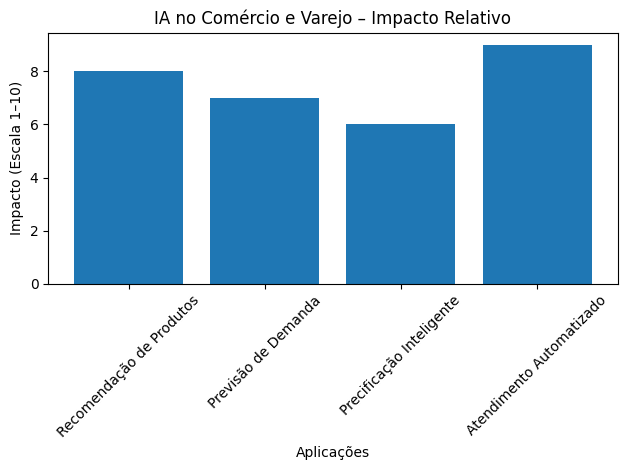 IA no Comércio e Varejo – Impacto Relativo
Impacto (Escala 1–10)
8
6
4
2
0
Recomendação de Produtos
Previsão de Demanda
Precificação Inteligente
Atendimento Automatizado
Aplicações